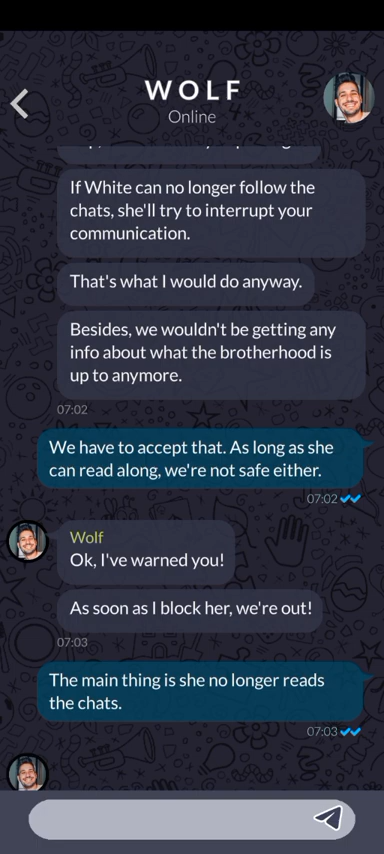 WOLF
Online
If White can no longer follow the
chats, she'll try to interrupt your
communication.
That's what I would do anyway.
Besides, we wouldn't be getting any
info about what the brotherhood is
up to anymore.
07:02
We have to accept that. As long as she
can read along, we're not safe either.
07:02
Wolf
Ok, I've warned you!
As soon as I block her, we're out!
07:03
The main thing is she no longer reads
the chats.
07:03